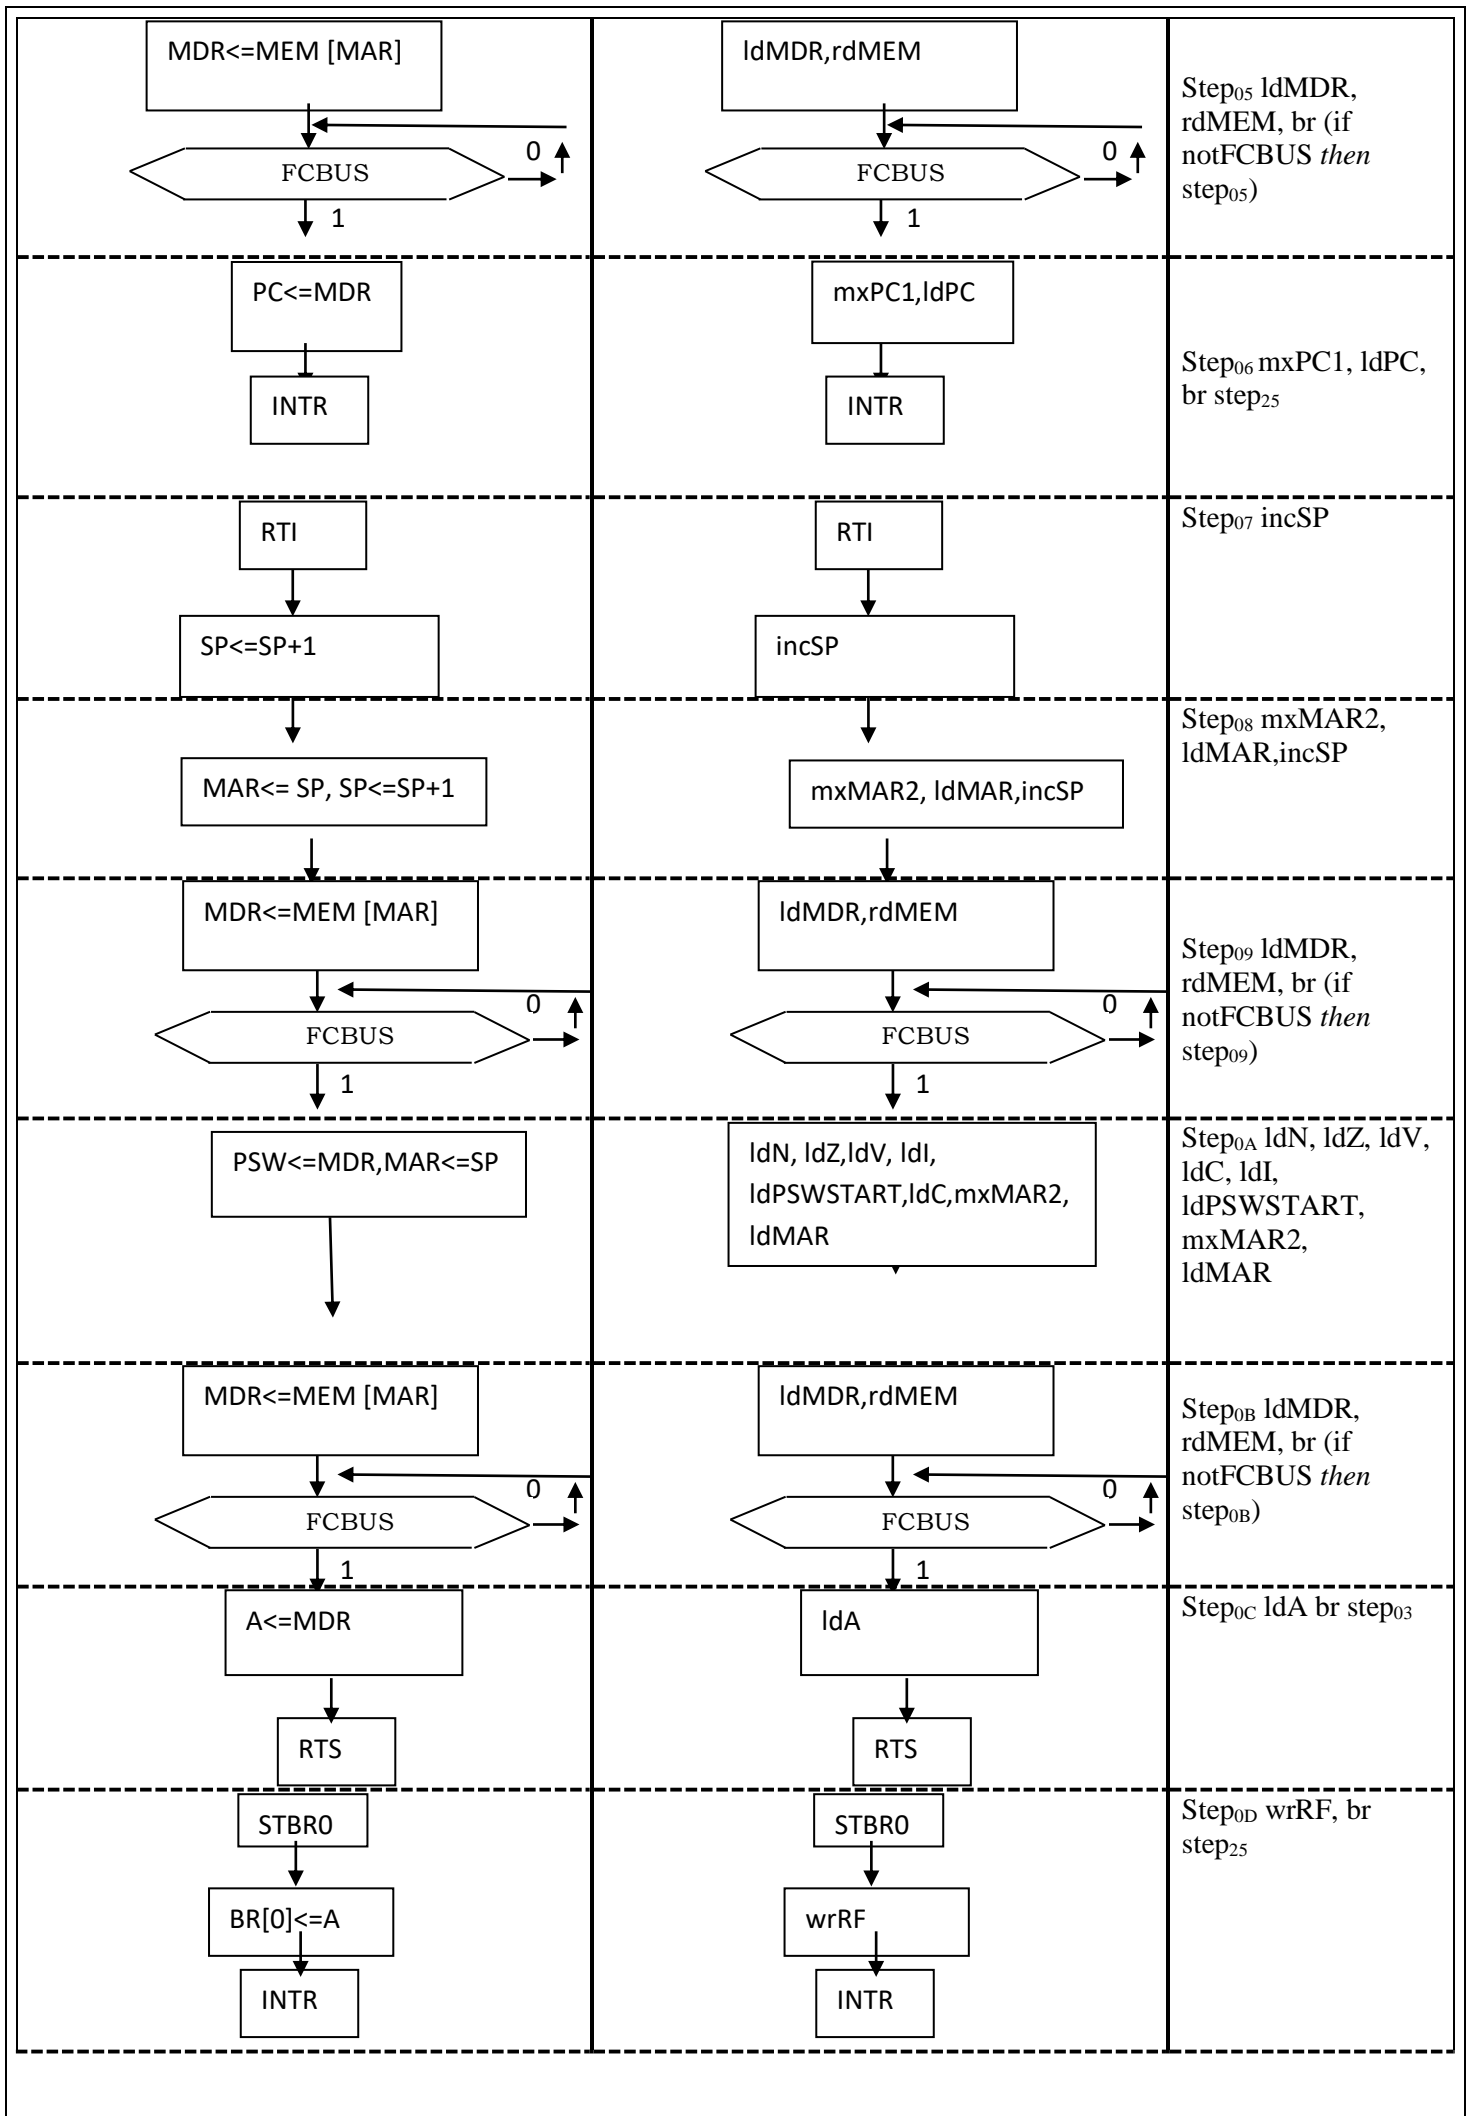 MDR<=MEM [MAR]
0
FCBUS
1
ldMDR,rdMEM
0
FCBUS
1
Step05 ldMDR,
rdMEM, br (if
notFCBUS then
step05)
PC<=MDR
INTR
mxPC1,ldPC
INTR
Step06 mxPC1, ldPC,
br step25
RTI
SP<=SP+1
RTI
incSP
Step07 incSP
MAR<= SP, SP<=SP+1
mxMAR2, ldMAR,incSP
Step08 mxMAR2,
ldMAR,incSP
MDR<=MEM [MAR]
0
FCBUS
1
ldMDR,rdMEM
0
FCBUS
1
Step09 ldMDR,
rdMEM, br (if
notFCBUS then
step09)
PSW<=MDR,MAR<=SP
ldN, ldZ,ldV, ldI,
ldPSWSTART,ldC,mxMAR2,
ldMAR
Step0A ldN, ldZ, ldV,
ldC, ldI,
ldPSWSTART,
mxMAR2,
ldMAR
MDR<=MEM [MAR]
0
FCBUS
1
ldMDR,rdMEM
0
FCBUS
1
Step0B ldMDR,
rdMEM, br (if
notFCBUS then
step0B)
A<=MDR
RTS
ldA
RTS
Step0C ldA br step03
STBR0
BR[0]<=A
INTR
STBR0
wrRF
INTR
Step0D wrRF, br
step25